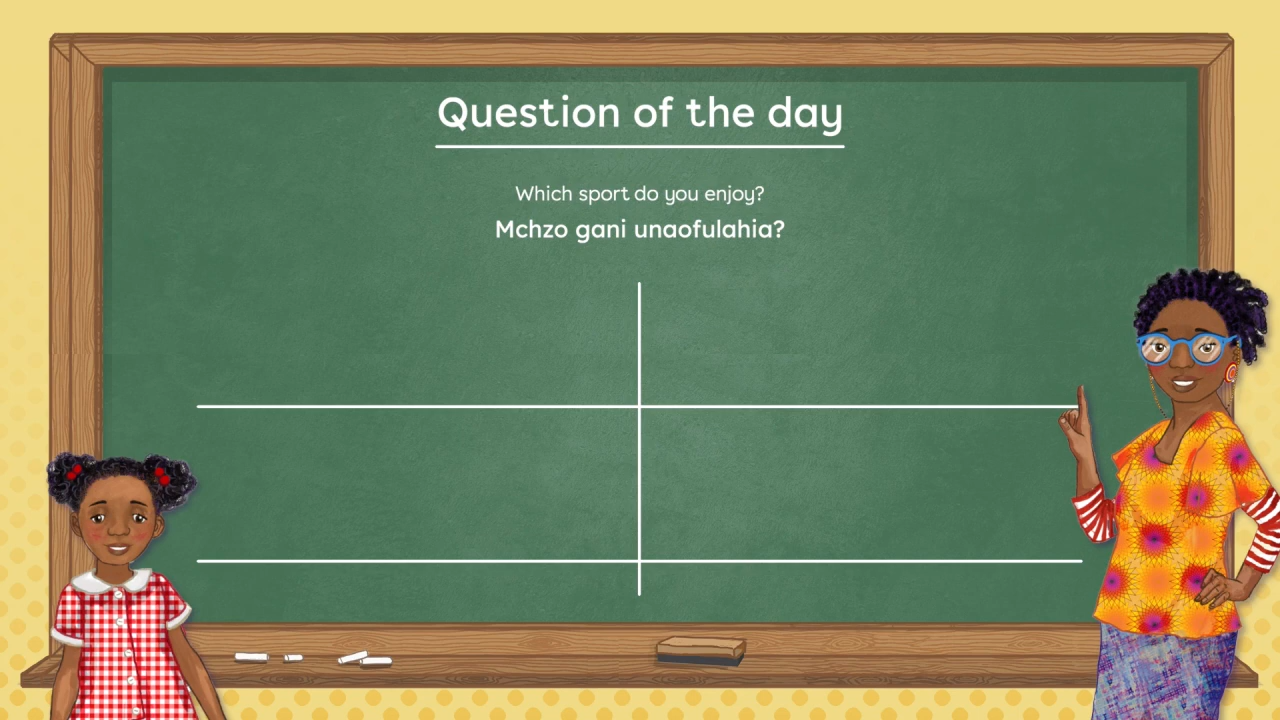 Question of the day
Which sport do you enjoy?
Mchzo gani unaofulahia?